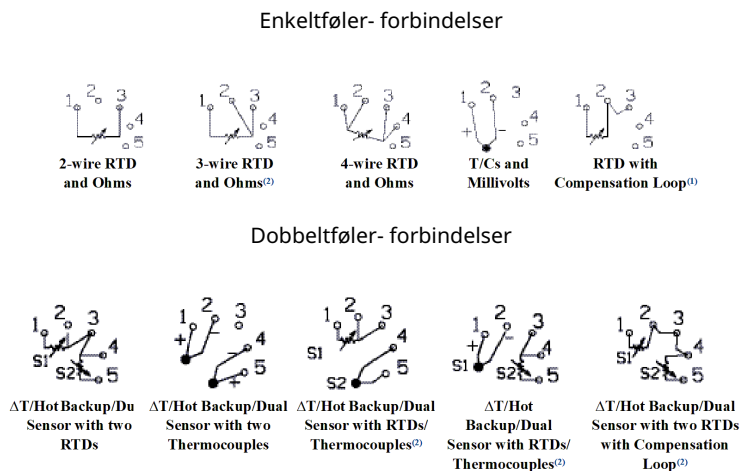 Enkeltføler- forbindelser
1 2 3 4 5
1 2 3 4 5
1 2 3 4 5
1 2 3 4 5 + -
1 2 3 4 5
2-wire RTD
and Ohms
3-wire RTD
and Ohms(2)
4-wire RTD
and Ohms
T/Cs and
Millivolts
RTD with
Compensation Loop(1)
Dobbeltføler- forbindelser
1 2 3 4 5 S1 S2
1 2 3 4 5 + - - +
1 2 3 4 5 S1 S2
1 2 3 4 5 + - S1 S2
1 2 3 4 5 S1 S2
ΔT/Hot Backup/Du
Sensor with two
RTDs
ΔT/Hot Backup/Dual
Sensor with two
Thermocouples
ΔT/Hot Backup/Dual
Sensor with RTDs/
Thermocouples(2)
ΔT/Hot
Backup/Dual
Sensor with RTDs/
Thermocouples(2)
ΔT/Hot Backup/Dual
Sensor with two RTDs
with Compensation
Loop(2)